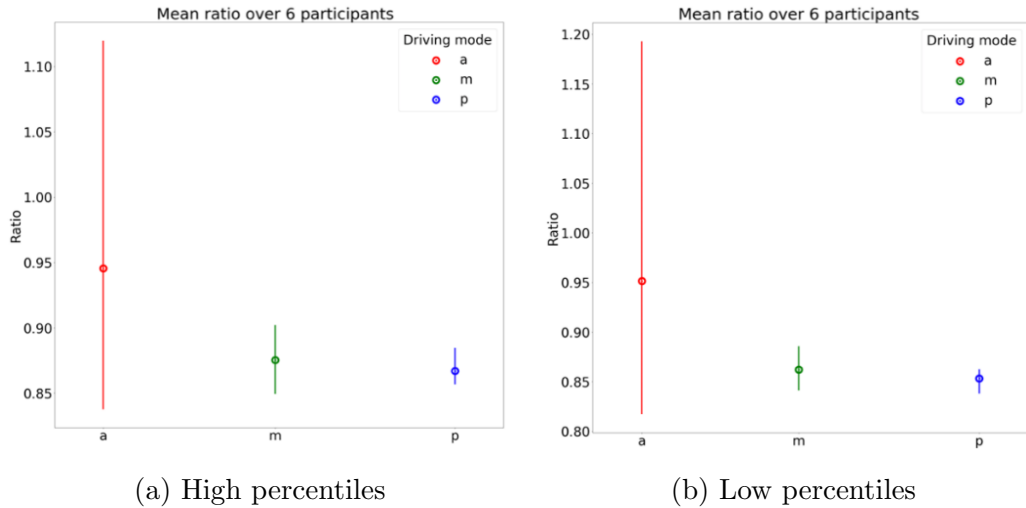 Mean ratio over 6 participants
Driving mode
a
m
p
1.10
1.05
1.00
0.95
0.90
0.85
Ratio
a m p
(a) High percentiles
Mean ratio over 6 participants
Driving mode
a
m
p
1.20
1.15
1.10
1.05
1.00
0.95
0.90
0.85
0.80
Ratio
a m p
(b) Low percentiles